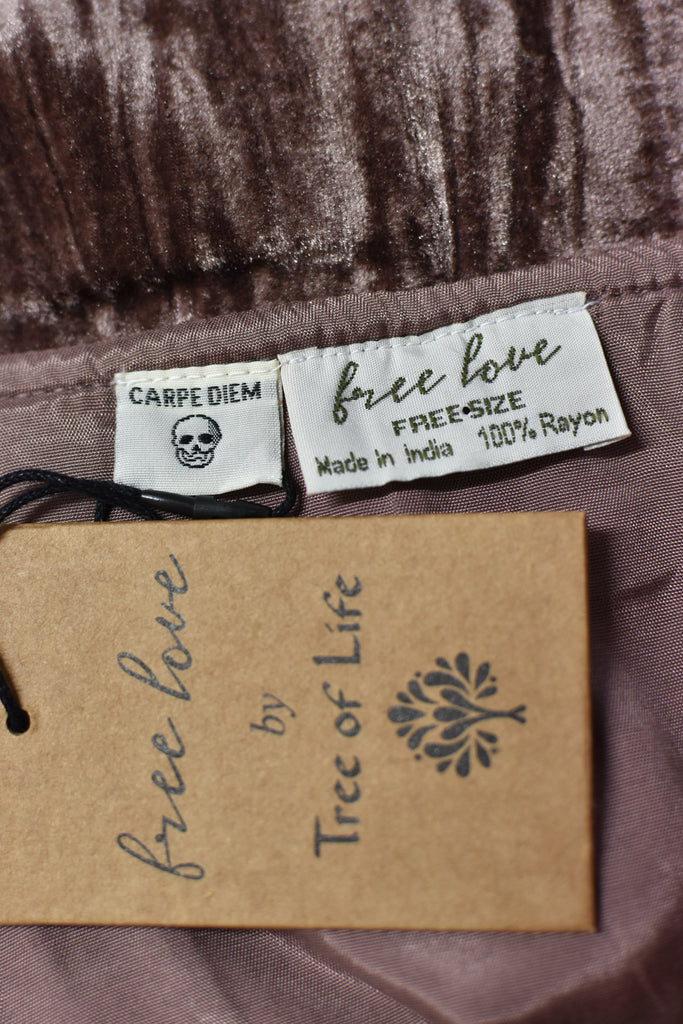 CARPE DIEM
free love
FREE•SIZE
Made in India 100% Rayon
free love
by
Tree of Life